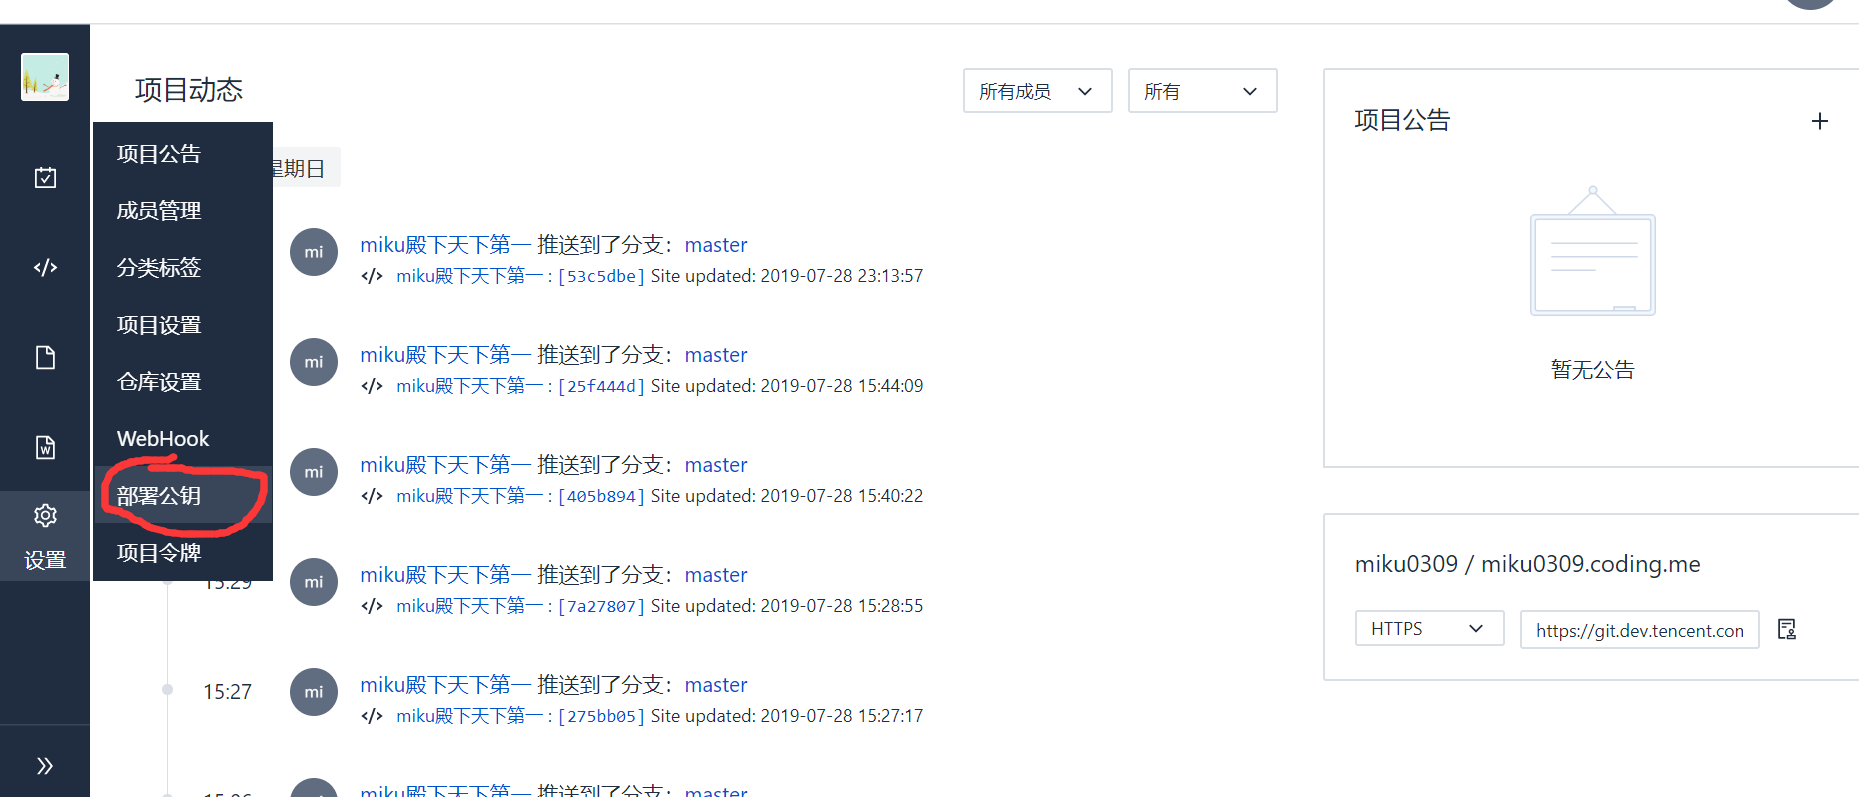 项目动态
所有成员
所有
项目公告
项目公告
星期日
成员管理
分类标签
项目设置
仓库设置
WebHook
部署公钥
项目令牌
设置
mi
miku殿下天下第一 推送到了分支： master
miku殿下天下第一 : [53c5dbe] Site updated: 2019-07-28 23:13:57
mi
miku殿下天下第一 推送到了分支： master
miku殿下天下第一 : [25f444d] Site updated: 2019-07-28 15:44:09
mi
miku殿下天下第一 推送到了分支： master
miku殿下天下第一 : [405b894] Site updated: 2019-07-28 15:40:22
15:29
mi
miku殿下天下第一 推送到了分支： master
miku殿下天下第一 : [7a27807] Site updated: 2019-07-28 15:28:55
15:27
mi
miku殿下天下第一 推送到了分支： master
miku殿下天下第一 : [275bb05] Site updated: 2019-07-28 15:27:17
miku殿下天下第一 推送到了分支： master
暂无公告
miku0309 / miku0309.coding.me
HTTPS
https://git.dev.tencent.con